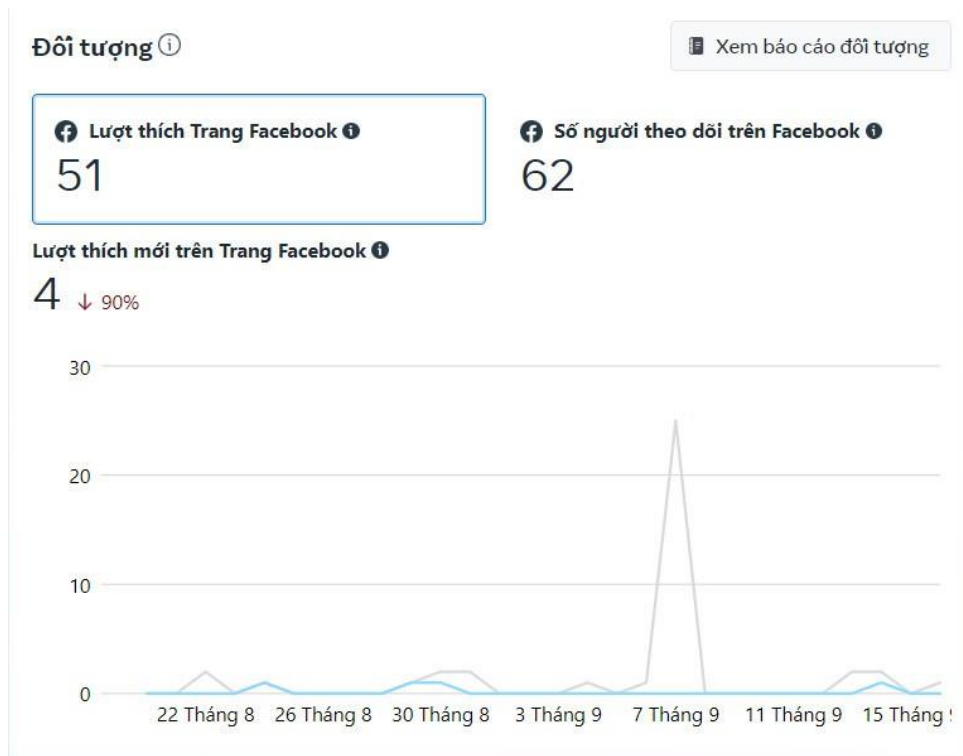 Đối tượng
Xem báo cáo đối tượng
Lượt thích Trang Facebook
51
Số người theo dõi trên Facebook
62
Lượt thích mới trên Trang Facebook
4 ↓ 90%
30
20
10
0
22 Tháng 8 26 Tháng 8 30 Tháng 8 3 Tháng 9 7 Tháng 9 11 Tháng 9 15 Tháng